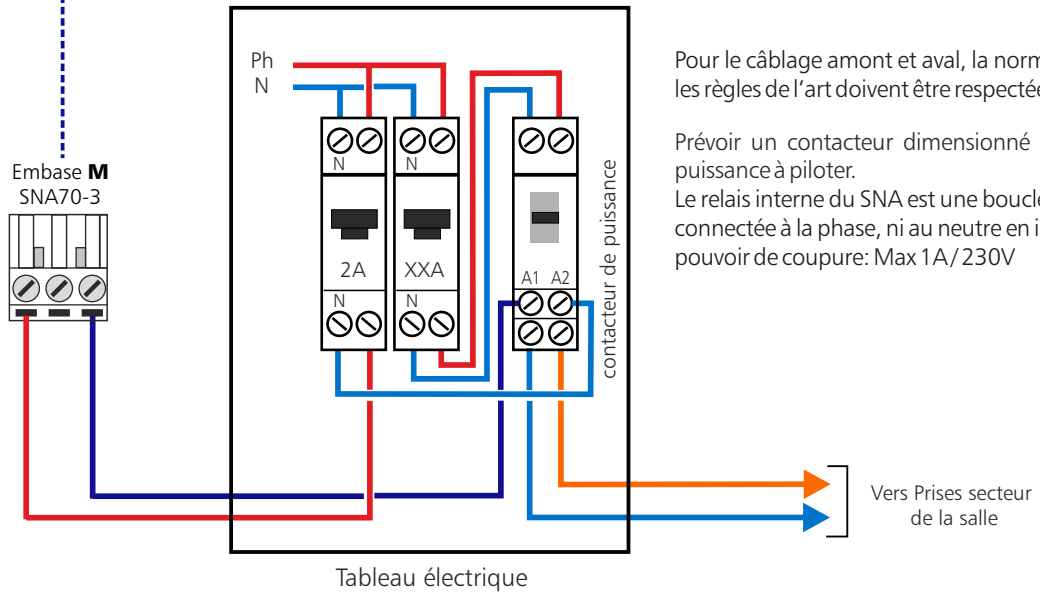 Ph
N
Embase M
SNA70-3
N
N
2A
XXA
N
N
A1 A2
contacteur de puissance
Pour le câblage amont et aval, la norm
les règles de l'art doivent être respectée
Prévoir un contacteur dimensionné
puissance à piloter.
Le relais interne du SNA est une boucle
connectée à la phase, ni au neutre en i
pouvoir de coupure: Max 1A/230V
Vers Prises secteur
de la salle
Tableau électrique